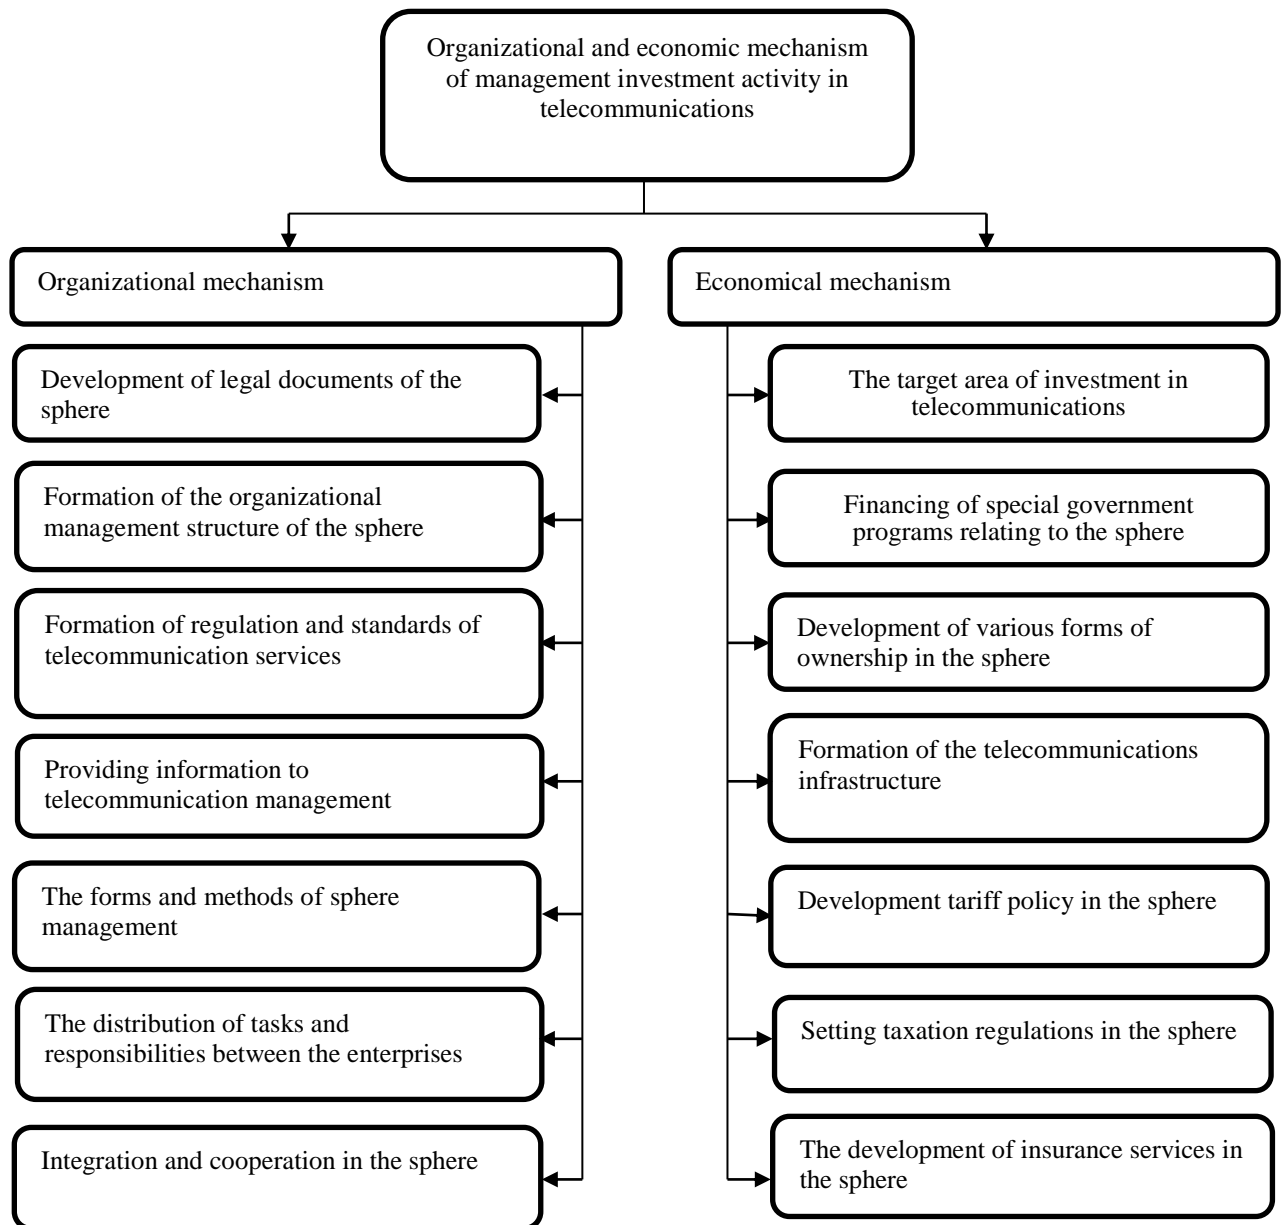 Organizational and economic mechanism
of management investment activity in
telecommunications
Organizational mechanism
Economical mechanism
Development of legal documents of the
sphere
Formation of the organizational
management structure of the sphere
Formation of regulation and standards of
telecommunication services
Providing information to
telecommunication management
The forms and methods of sphere
management
The distribution of tasks and
responsibilities between the enterprises
Integration and cooperation in the sphere
The target area of investment in
telecommunications
Financing of special government
programs relating to the sphere
Development of various forms of
ownership in the sphere
Formation of the telecommunications
infrastructure
Development tariff policy in the sphere
Setting taxation regulations in the sphere
The development of insurance services in
the sphere